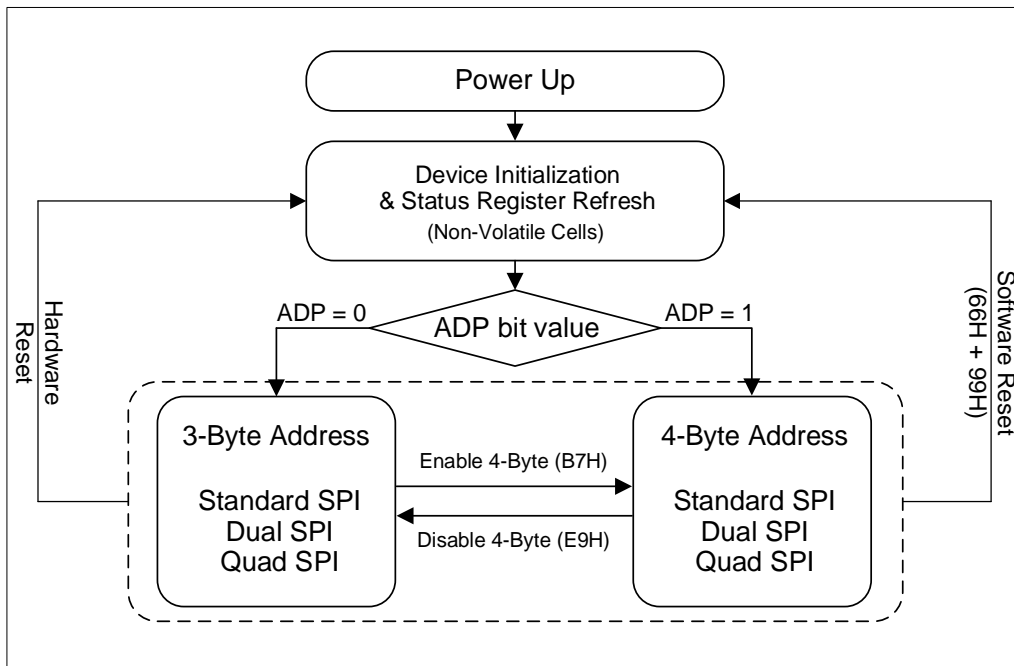 Power Up
Device Initialization
& Status Register Refresh
(Non-Volatile Cells)
ADP = 0
ADP bit value
ADP = 1
Hardware
Reset
Software Reset
(66H + 99H)
3-Byte Address
Standard SPI
Dual SPI
Quad SPI
Enable 4-Byte (B7H)
Disable 4-Byte (E9H)
4-Byte Address
Standard SPI
Dual SPI
Quad SPI